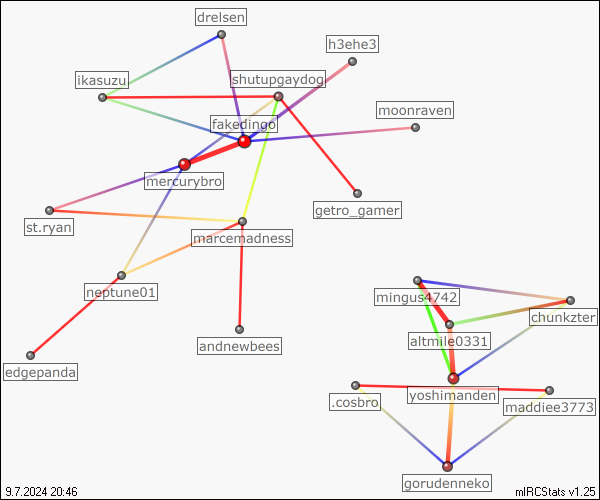 drelsen
h3ehe3
ikasuzu
shutupgaydog
moonraven
fakedingo
mercurybro
getro_gamer
st.ryan
marcemadness
neptune01
mingus4742
chunkzter
altmile0331
andnewbees
edgepanda
yoshimanden
.cosbro
maddiee3773
gorudenneko
9.7.2024 20:46
mIRCStats v1.25